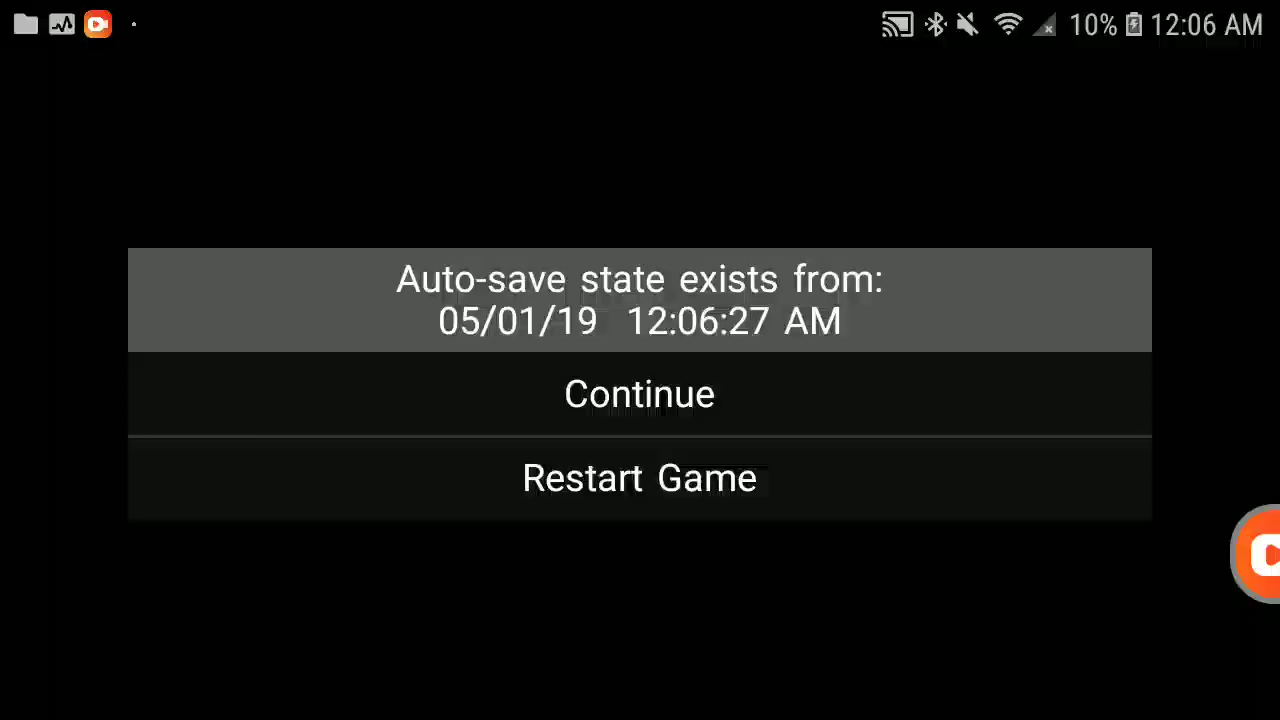 10% 12:06 AM
Auto-save state exists from:
05/01/19 12:06:27 AM
Continue
Restart Game